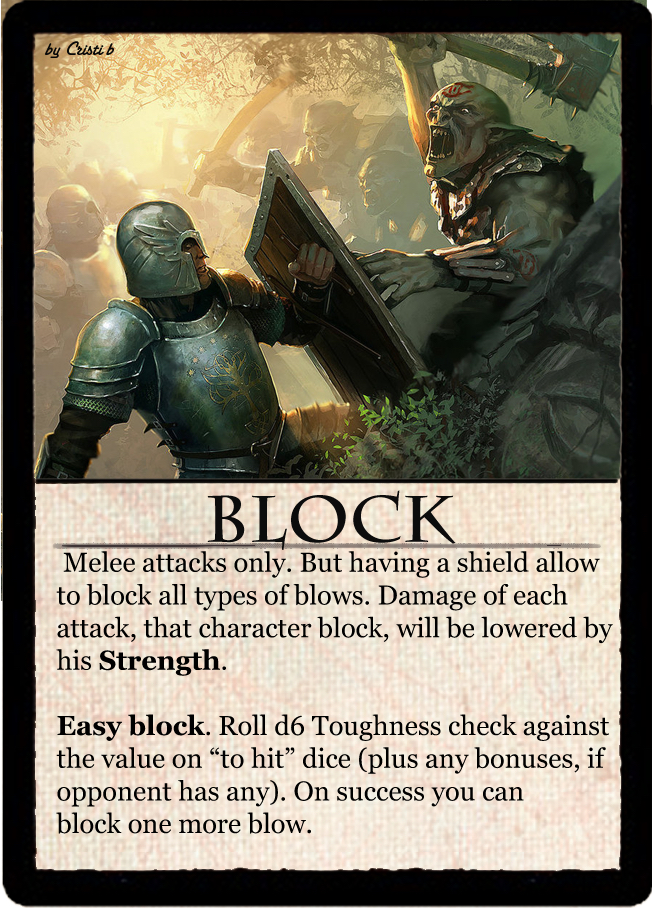 by Cristi b
BLOCK
Melee attacks only. But having a shield allow
to block all types of blows. Damage of each
attack, that character block, will be lowered by
his Strength.
Easy block. Roll d6 Toughness check against
the value on “to hit” dice (plus any bonuses, if
opponent has any). On success you can
block one more blow.